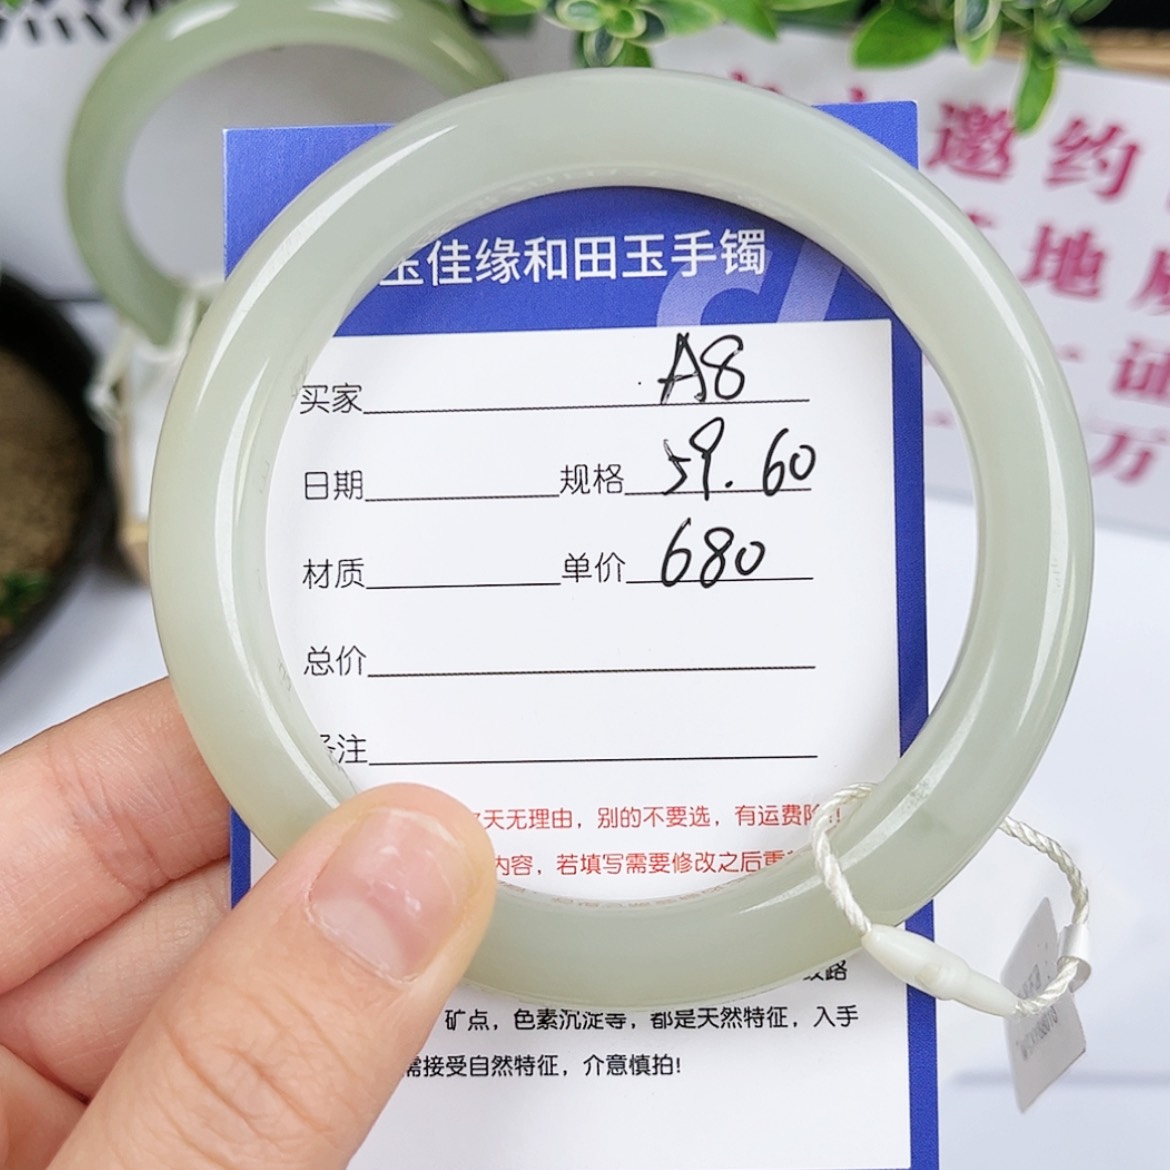 佳缘和田玉手镯
买家 A8
日期 规格 59.60
材质 单价 680
总价
注
天无理由，别的不要选，有运费险!
内容，若填写需要修改之后重
矿点，色素沉淀等，都是天然特征，入手
需接受自然特征，介意慎拍!
邀约
地
证
万